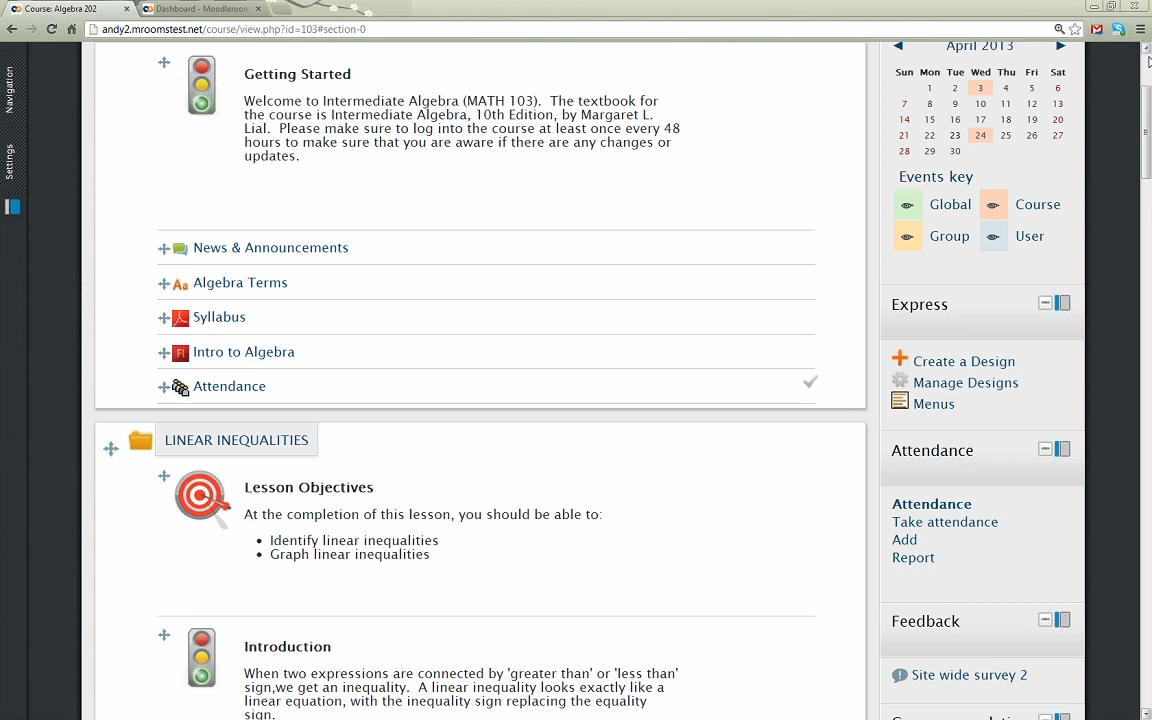 Course: Algebra 202
Dashboard - Moodleroom
andy2.mroomstest.net/course/view.php?id=103#section-0
Navigation
Settings
Getting Started
Welcome to Intermediate Algebra (MATH 103).  The textbook for
the course is Intermediate Algebra, 10th Edition, by Margaret L.
Lial.  Please make sure to log into the course at least once every 48
hours to make sure that you are aware if there are any changes or
updates.
News & Announcements
Aa Algebra Terms
Syllabus
Intro to Algebra
Attendance
LINEAR INEQUALITIES
Lesson Objectives
At the completion of this lesson, you should be able to:
• Identify linear inequalities
• Graph linear inequalities
Introduction
When two expressions are connected by 'greater than' or 'less than'
sign,we get an inequality.  A linear inequality looks exactly like a
linear equation, with the inequality sign replacing the equality
sign.
◄ April 2013 ►
Sun Mon Tue Wed Thu Fri Sat
1 2 3 4 5 6
7 8 9 10 11 12 13
14 15 16 17 18 19 20
21 22 23 24 25 26 27
28 29 30
Events key
Global Course
Group User
Express
Create a Design
Manage Designs
Menus
Attendance
Attendance
Take attendance
Add
Report
Feedback
Site wide survey 2